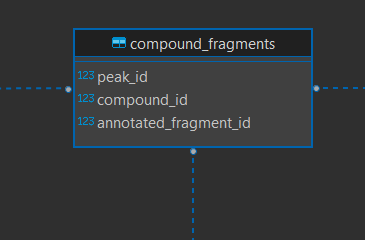 compound_fragments
123 peak_id
123 compound_id
123 annotated_fragment_id